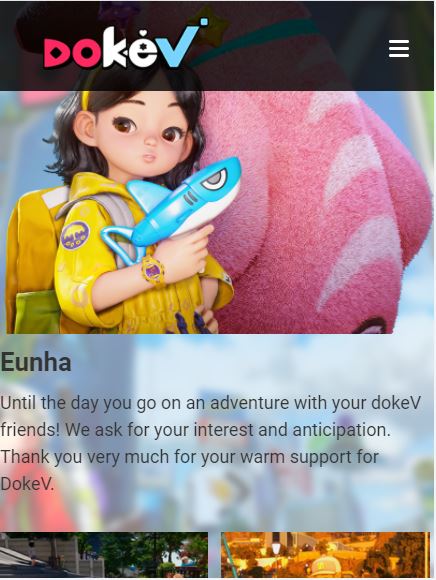 DokeV
Eunha
Until the day you go on an adventure with your dokeV
friends! We ask for your interest and anticipation.
Thank you very much for your warm support for
DokeV.